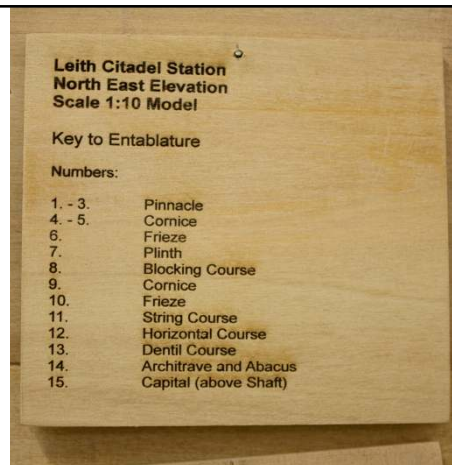 Leith Citadel Station
North East Elevation
Scale 1:10 Model
Key to Entablature
Numbers:
1. - 3. Pinnacle
4. - 5. Cornice
6. Frieze
7. Plinth
8. Blocking Course
9. Cornice
10. Frieze
11. String Course
12. Horizontal Course
13. Dentil Course
14. Architrave and Abacus
15. Capital (above Shaft)